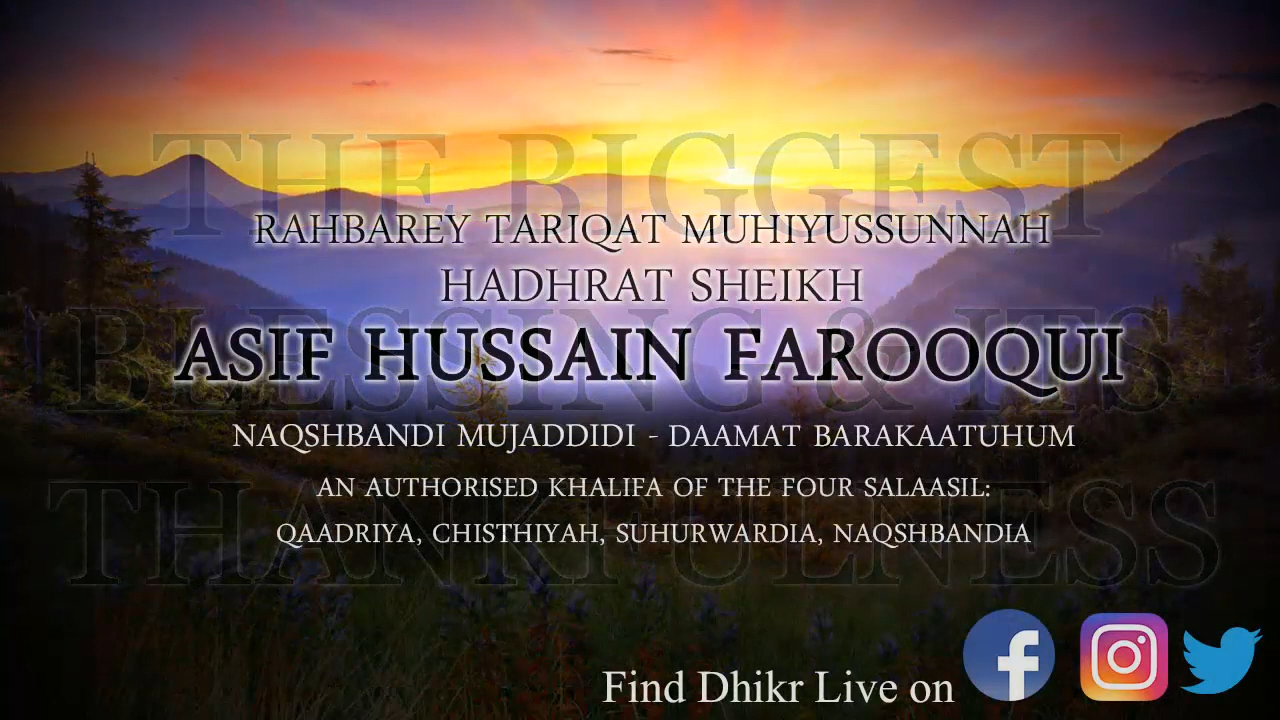 THE BIGGEST
RAHBAREY TARIQAT MUHIYUSSUNNAH
HADHRAT SHEIKH
BLESSING & ITS
ASIF HUSSAIN FAROOQUI
NAQSHBANDI MUJADDIDI - DAAMAT BARAKAATUHUM
AN AUTHORISED KHALIFA OF THE FOUR SALAASIL:
THANKFULNESS
QAADRIYA, CHISTHIYAH, SUHURWARDIA, NAQSHBANDIA
Find Dhikr Live on